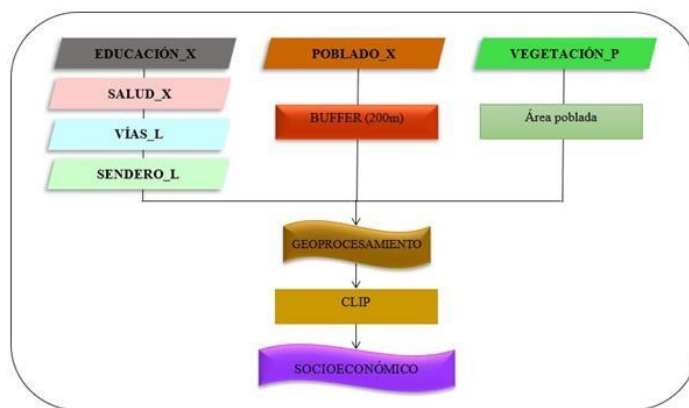 EDUCACIÓN_X
POBLADO_X
VEGETACIÓN_P
SALUD_X
BUFFER (200m)
Área poblada
VÍAS_L
SENDERO_L
GEOPROCESAMIENTO
CLIP
SOCIOECONÓMICO